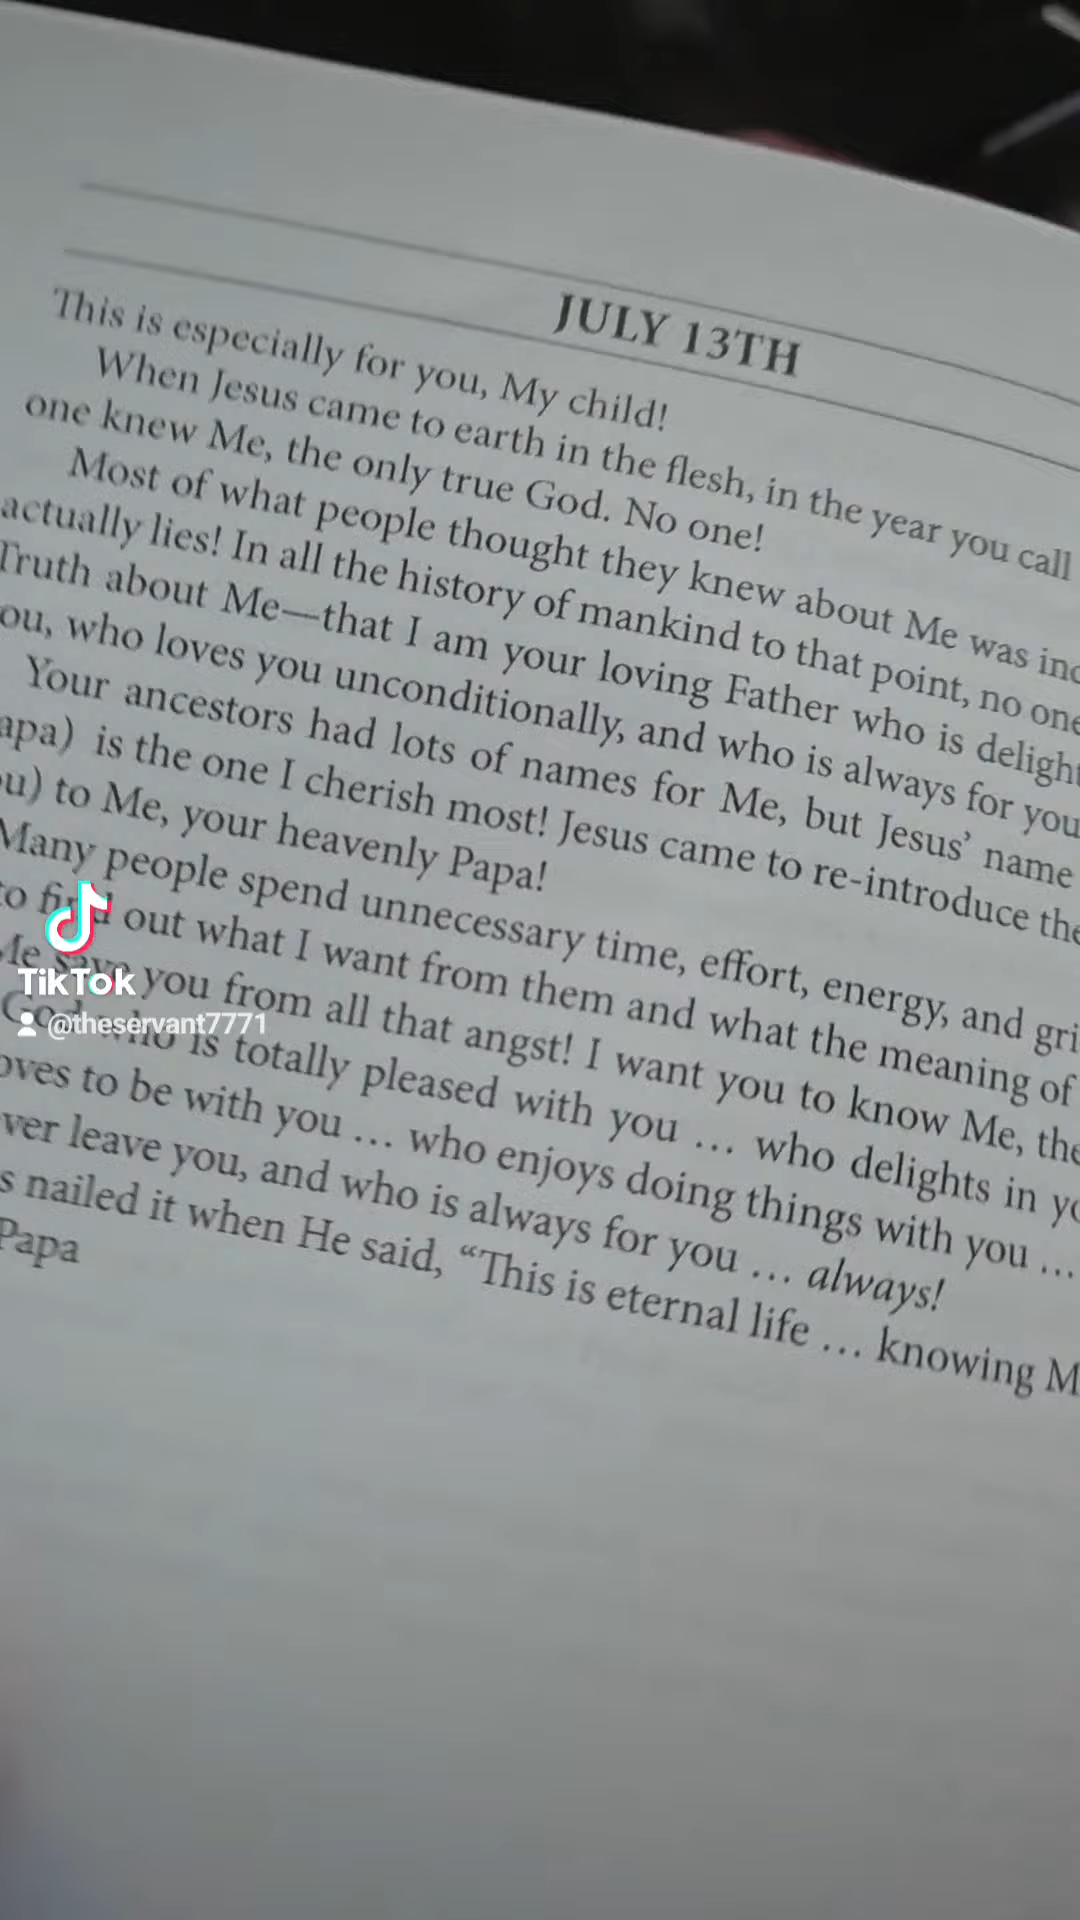 JULY 13TH
This is especially for you, My child!
When Jesus came to earth in the flesh, in the year you call
one knew Me, the only true God. No one!
Most of what people thought they knew about Me was
actually lies! In all the history of mankind to that point, no one
Truth about Me—that I am your loving Father who is
who loves you unconditionally, and who is always for you
Your ancestors had lots of names for Me, but Jesus' name
is the one I cherish most! Jesus came to re-introduce
to Me, your heavenly Papa!
Many people spend unnecessary time, effort, energy, and
to find out what I want from them and what the meaning of
Me save you from all that angst! I want you to know Me,
God who is totally pleased with you ... who delights in
to be with you ... who enjoys doing things with you ...
leave you, and who is always for you ... always!
nailed it when He said, “This is eternal life ... knowing
Papa
TikTok
@theservant7771